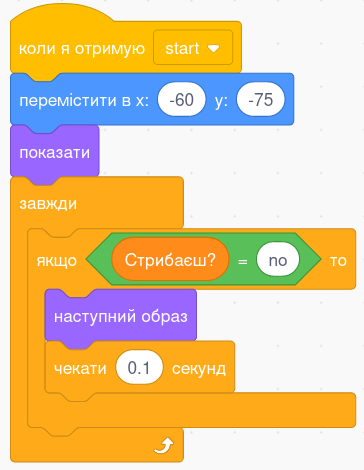 коли я отримую start
перемістити в x: -60 y: -75
показати
завжди
якщо Стрибаєш? = no то
наступний образ
чекати 0.1 секунд